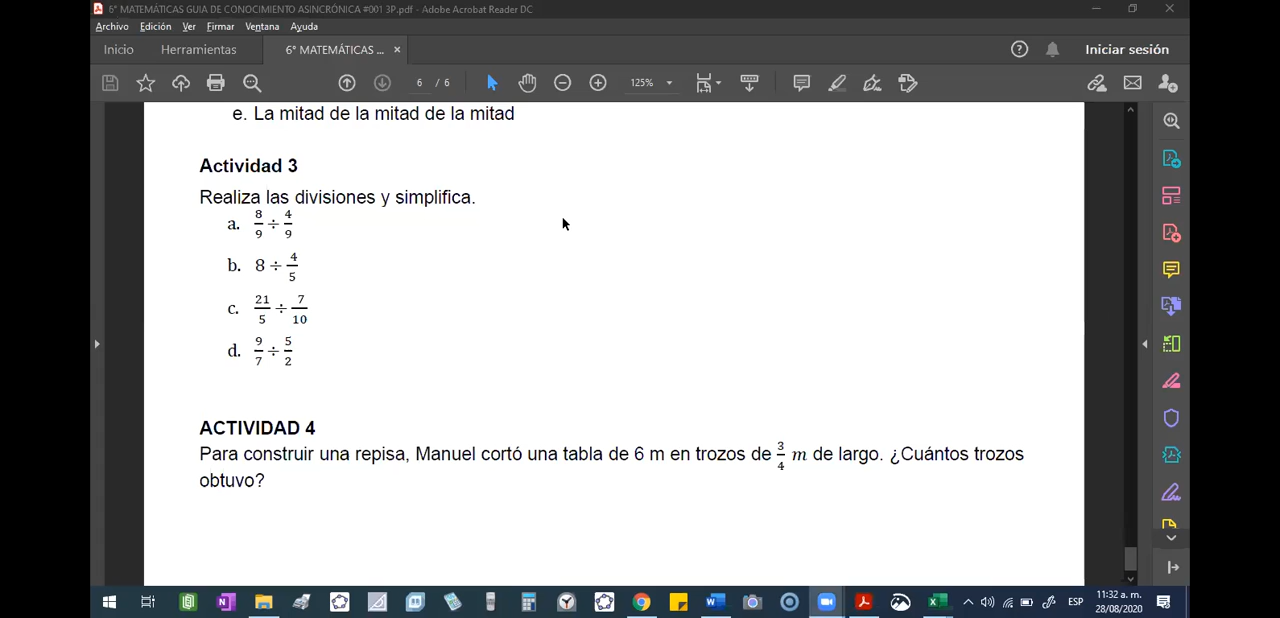 6° MATEMÁTICAS GUIA DE CONOCIMIENTO ASINCRÓNICA #001 3P.pdf - Adobe Acrobat Reader DC
Archivo Edición Ver Firmar Ventana Ayuda
Inicio Herramientas 6° MATEMÁTICAS ... × Iniciar sesión
6 / 6 125%
e. La mitad de la mitad de la mitad
Actividad 3
Realiza las divisiones y simplifica.
a. 8/9 ÷ 4/9
b. 8 ÷ 4/5
c. 21/5 ÷ 7/10
d. 9/7 ÷ 5/2
ACTIVIDAD 4
Para construir una repisa, Manuel cortó una tabla de 6 m en trozos de 3/4 m de largo. ¿Cuántos trozos
obtuvo?
ESP 11:32 a. m.
28/08/2020